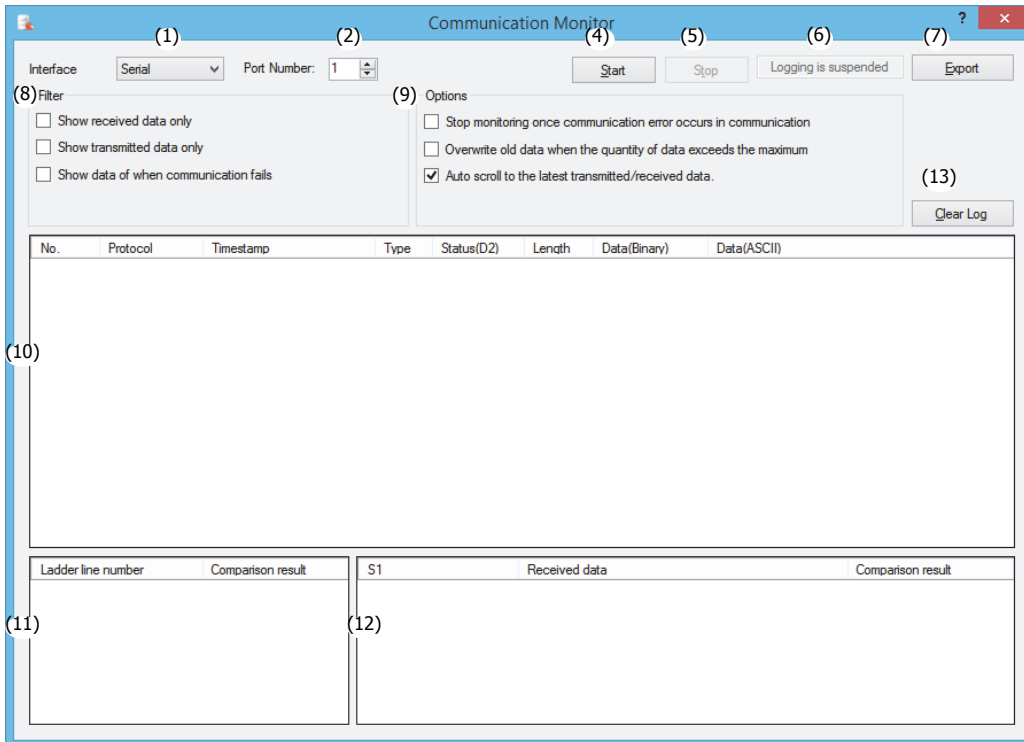 Communication Monitor
?
(1) (2) (4) (5) (6) (7)
Interface Serial Port Number: 1 Start Stop Logging is suspended Export
(8) Filter (9) Options
Show received data only Stop monitoring once communication error occurs in communication
Show transmitted data only Overwrite old data when the quantity of data exceeds the maximum
Show data of when communication fails Auto scroll to the latest transmitted/received data.
(13)
Clear Log
No. Protocol Timestamp Type Status(D2) Length Data(Binary) Data(ASCII)
(10)
Ladder line number Comparison result S1 Received data Comparison result
(11) (12)